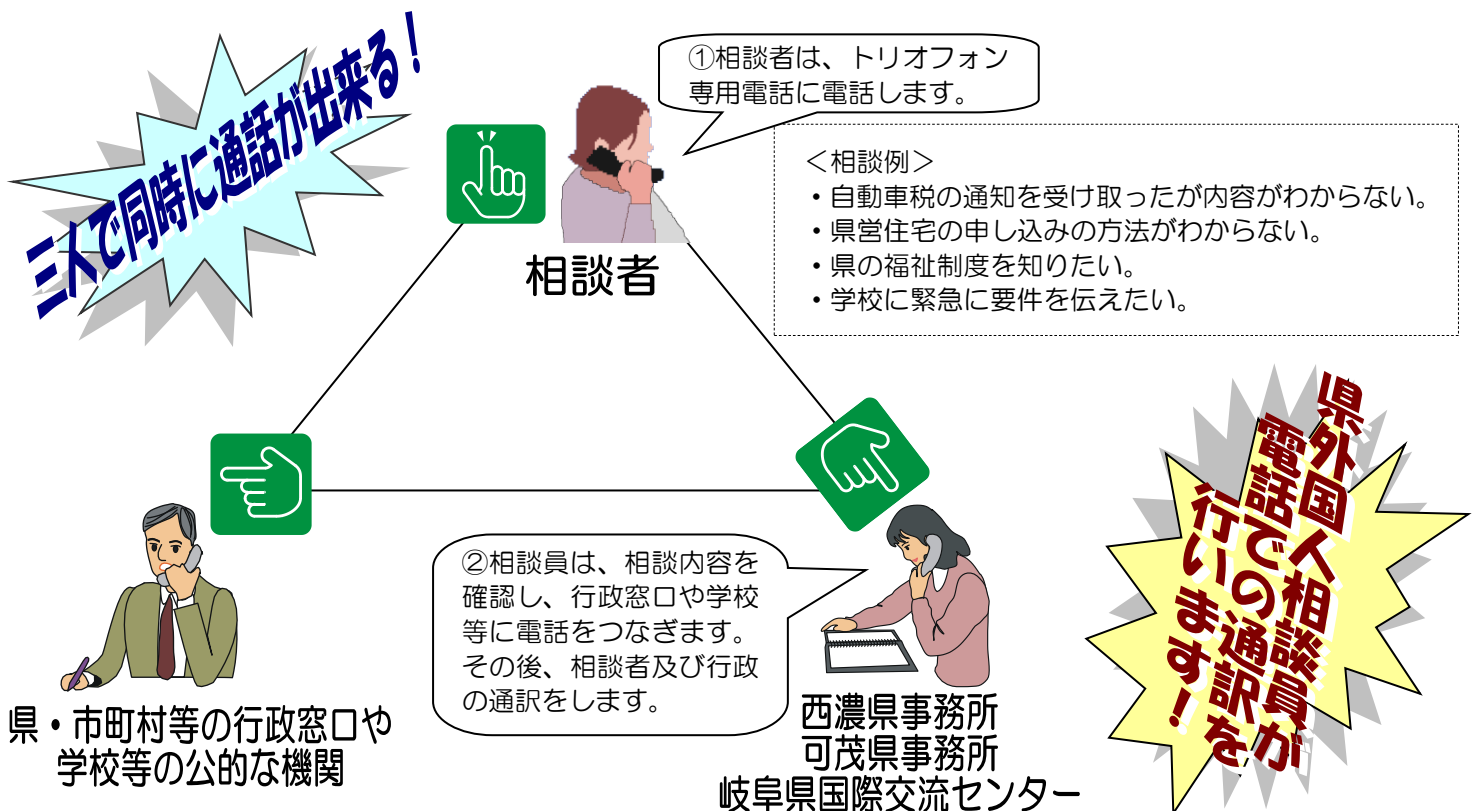 三人で同時に通話が出来る！
①相談者は、トリオフォン
専用電話に電話します。
＜相談例＞
・自動車税の通知を受け取ったが内容がわからない。
・県営住宅の申し込みの方法がわからない。
・県の福祉制度を知りたい。
・学校に緊急に要件を伝えたい。
相談者
県外国人相談員が
電話での通訳を
行います！
②相談員は、相談内容を
確認し、行政窓口や学校
等に電話をつなぎます。
その後、相談者及び行政
の通訳をします。
県・市町村等の行政窓口や
学校等の公的な機関
西濃県事務所
可茂県事務所
岐阜県国際交流センター